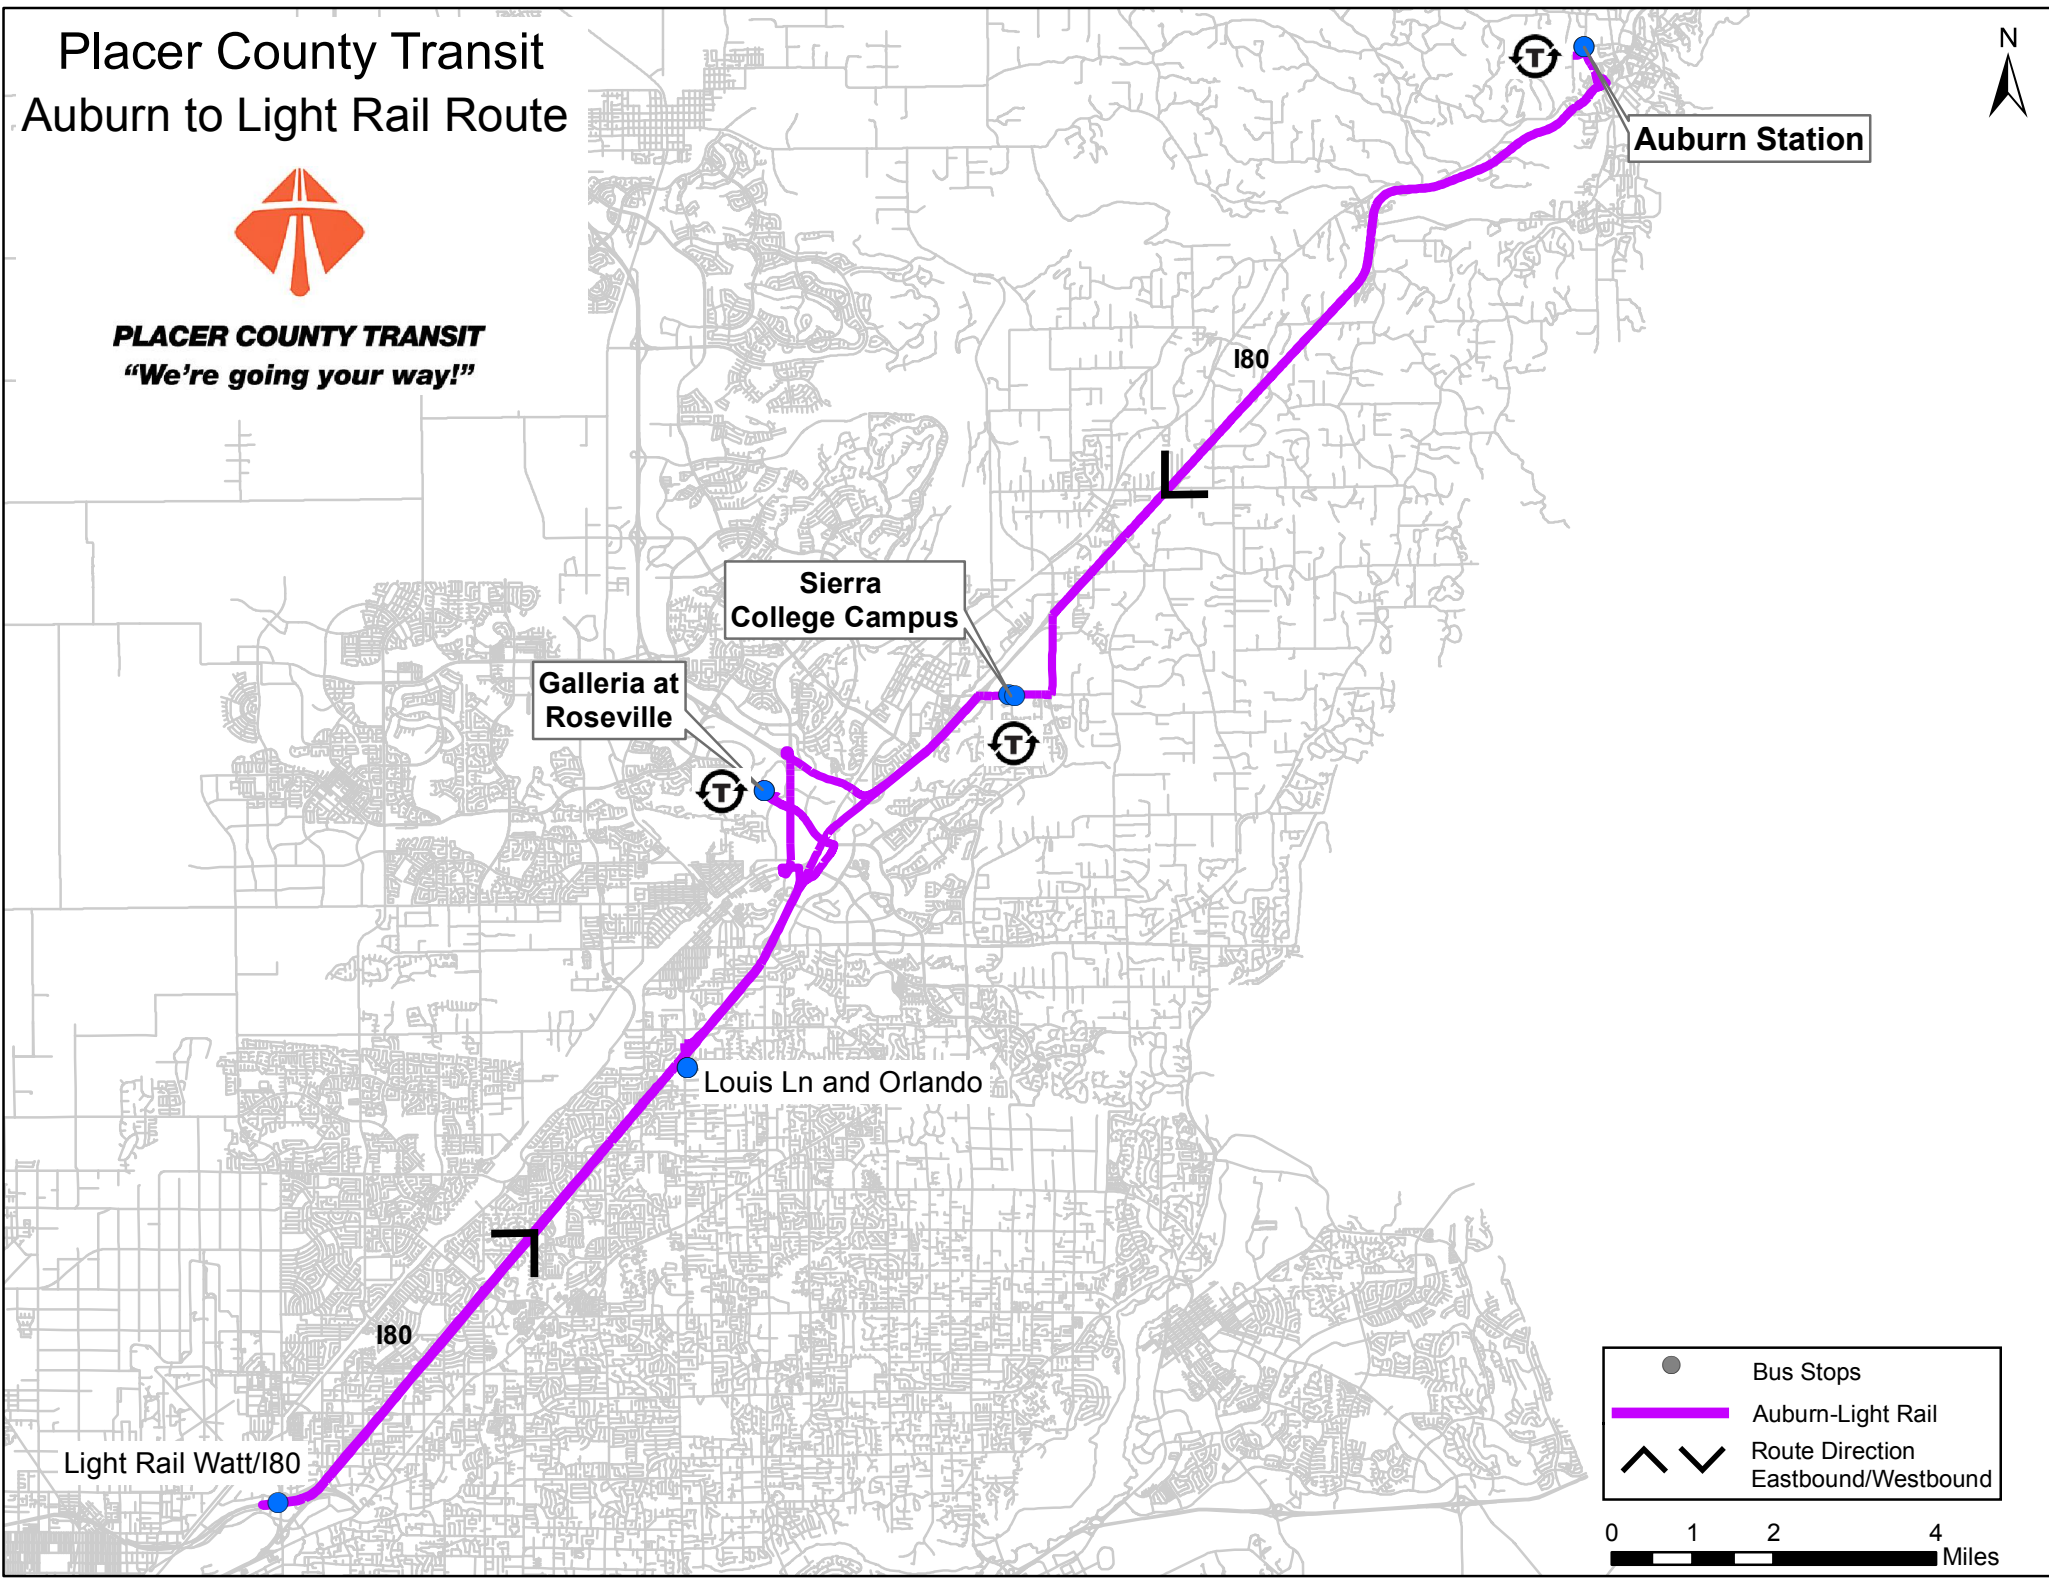 Placer County Transit
Auburn to Light Rail Route
PLACER COUNTY TRANSIT
“We’re going your way!”
N
T
Auburn Station
I80
Sierra
College Campus
T
Galleria at
Roseville
T
Louis Ln and Orlando
I80
Light Rail Watt/I80
Bus Stops
Auburn-Light Rail
Route Direction
Eastbound/Westbound
0 1 2 4
Miles